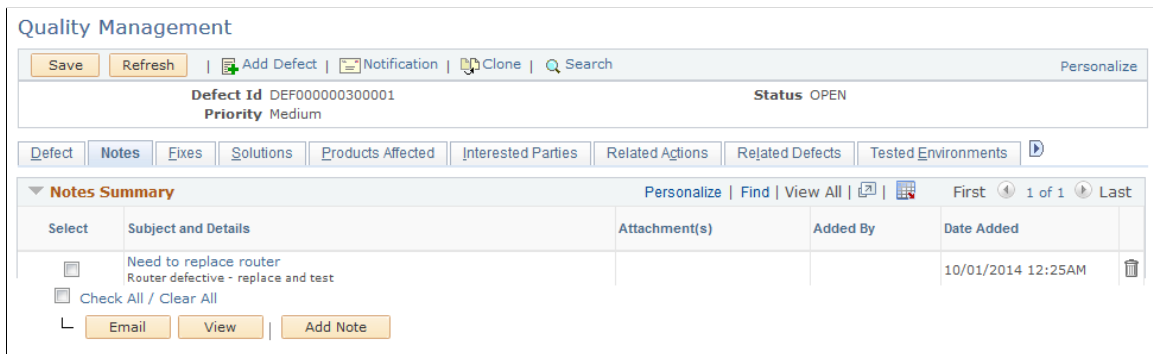 Quality Management
Save Refresh | Add Defect | Notification | Clone | Search Personalize
Defect Id DEF000000300001 Status OPEN
Priority Medium
Defect Notes Fixes Solutions Products Affected Interested Parties Related Actions Related Defects Tested Environments
Notes Summary Personalize | Find | View All | | First 1 of 1 Last
Select Subject and Details Attachment(s) Added By Date Added
Need to replace router
Router defective - replace and test 10/01/2014 12:25AM
Check All / Clear All
Email View | Add Note